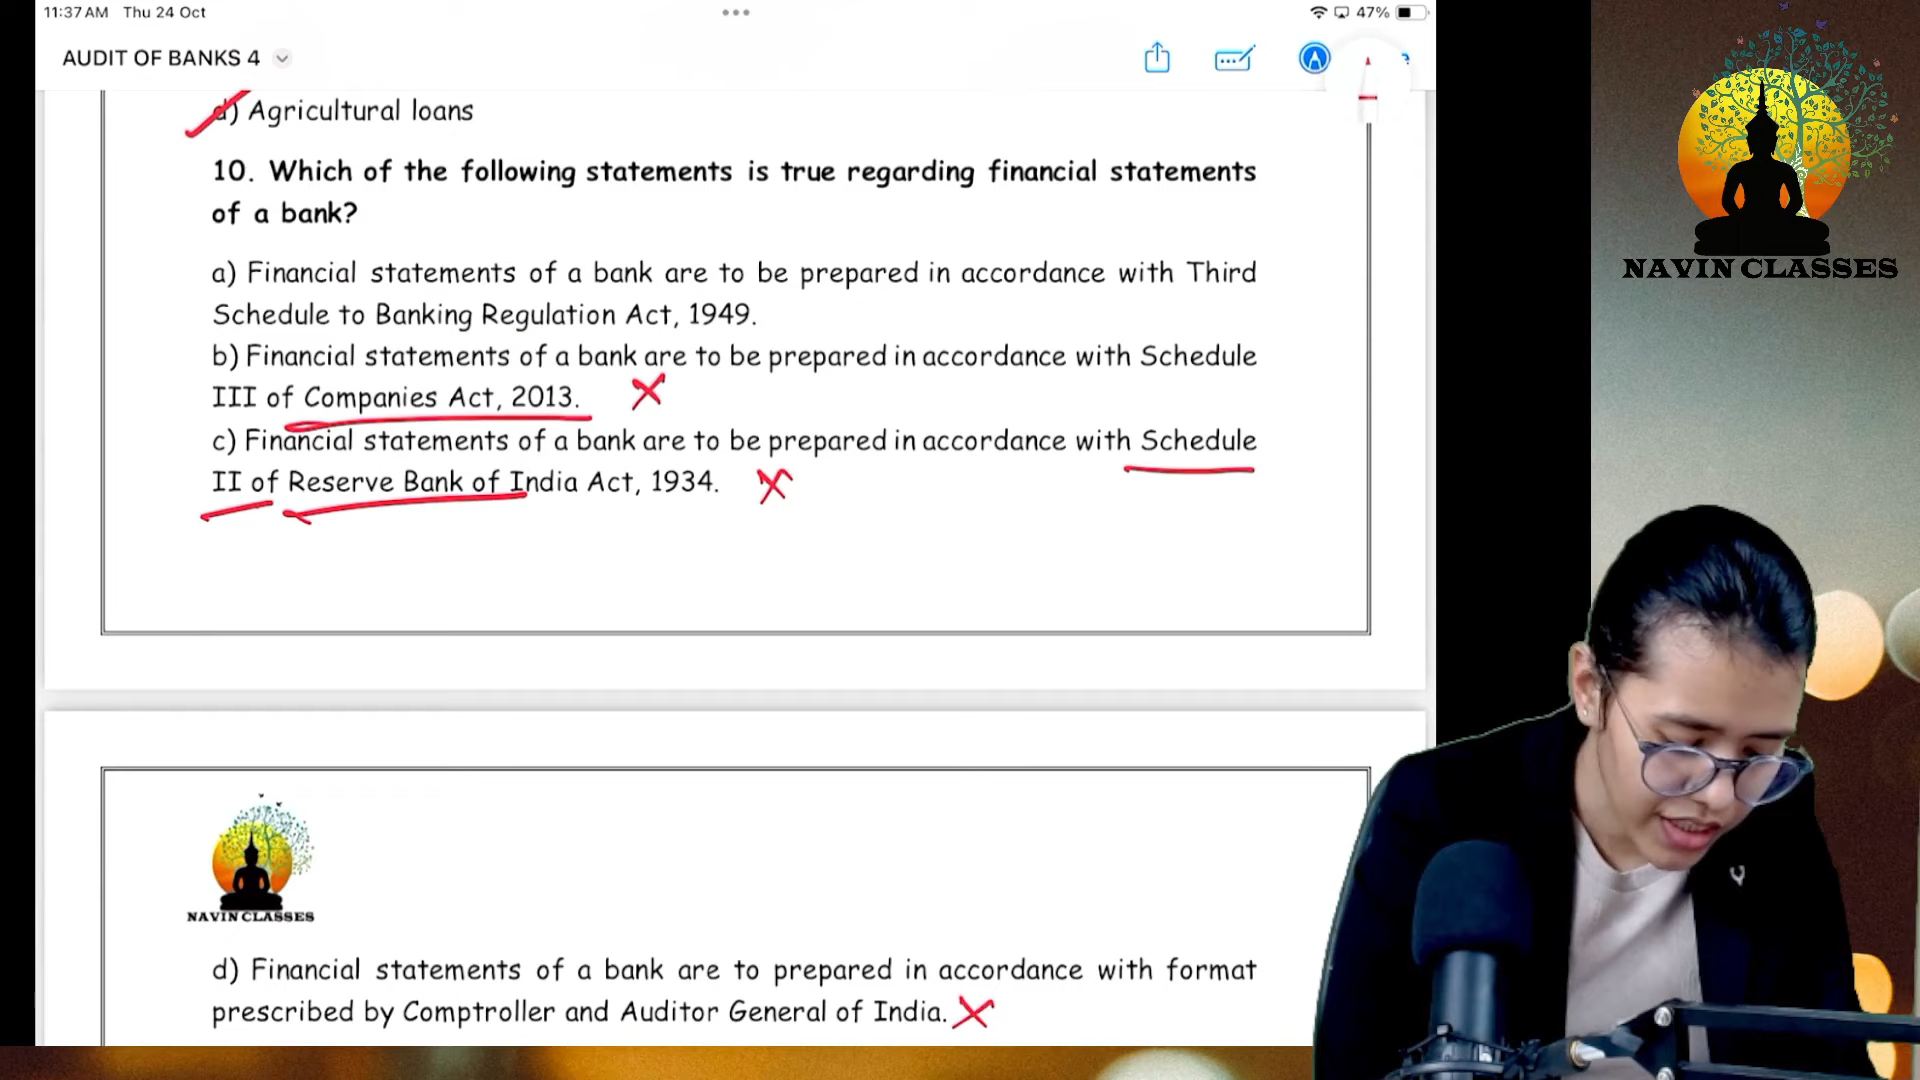 11:37 AM Thu 24 Oct
47%
AUDIT OF BANKS 4
d) Agricultural loans
10. Which of the following statements is true regarding financial statements
of a bank?
a) Financial statements of a bank are to be prepared in accordance with Third
Schedule to Banking Regulation Act, 1949.
b) Financial statements of a bank are to be prepared in accordance with Schedule
III of Companies Act, 2013.
c) Financial statements of a bank are to be prepared in accordance with Schedule
II of Reserve Bank of India Act, 1934.
NAVIN CLASSES
d) Financial statements of a bank are to prepared in accordance with format
prescribed by Comptroller and Auditor General of India.
NAVIN CLASSES